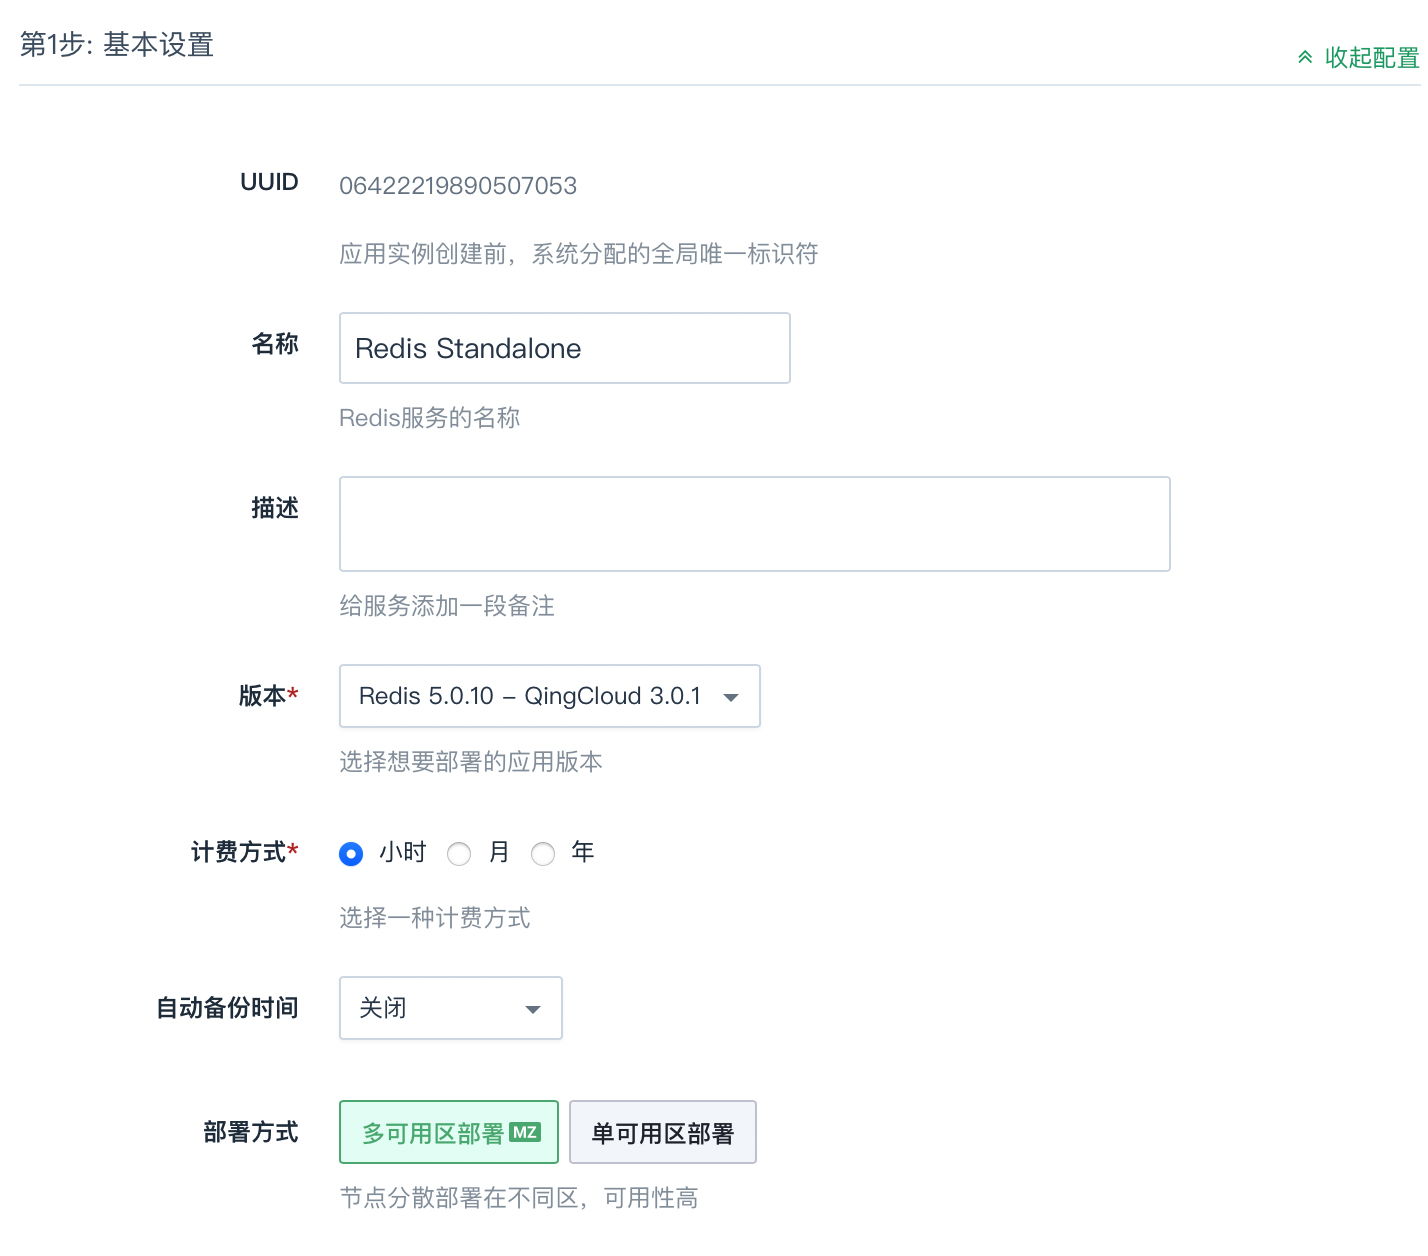 第1步: 基本设置
收起配置
UUID
06422219890507053
应用实例创建前，系统分配的全局唯一标识符
名称
Redis Standalone
Redis服务的名称
描述
给服务添加一段备注
版本*
Redis 5.0.10 – QingCloud 3.0.1
选择想要部署的应用版本
计费方式*
小时 月 年
选择一种计费方式
自动备份时间
关闭
部署方式
多可用区部署 MZ 单可用区部署
节点分散部署在不同区，可用性高